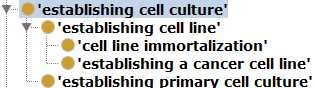 'establishing cell culture'
'establishing cell line'
'cell line immortalization'
'establishing a cancer cell line'
'establishing primary cell culture'